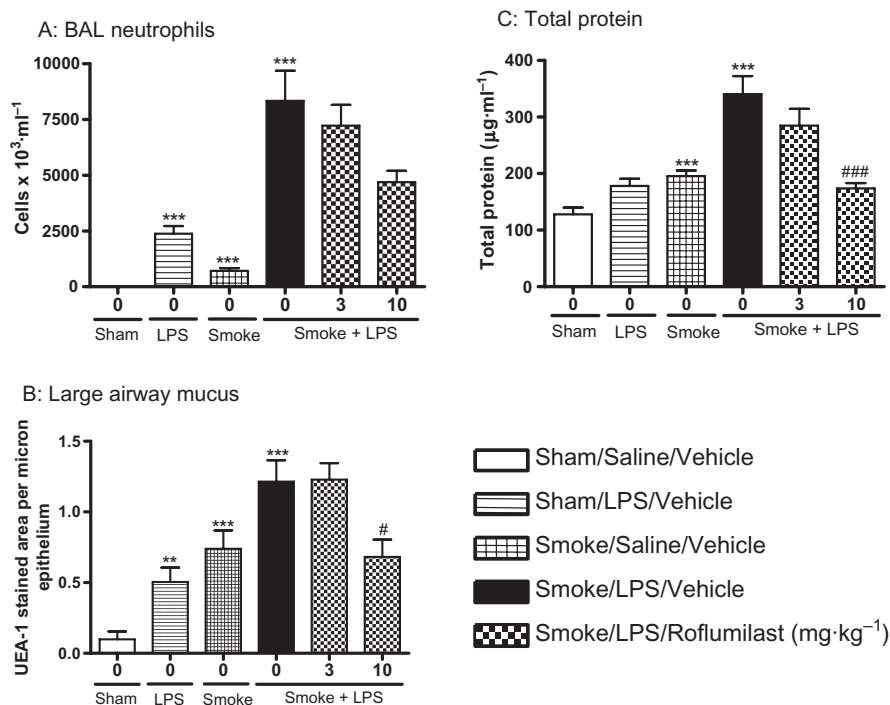 A: BAL neutrophils
Cells x 10³·ml⁻¹
10000
7500
5000
2500
0
***
***
***
0 0 0 0 3 10
Sham LPS Smoke Smoke + LPS
C: Total protein
Total protein (µg·ml⁻¹)
400
300
200
100
0
***
***
###
0 0 0 0 3 10
Sham LPS Smoke Smoke + LPS
B: Large airway mucus
UEA-1 stained area per micron
epithelium
1.5
1.0
0.5
0.0
**
***
***
#
0 0 0 0 3 10
Sham LPS Smoke Smoke + LPS
Sham/Saline/Vehicle
Sham/LPS/Vehicle
Smoke/Saline/Vehicle
Smoke/LPS/Vehicle
Smoke/LPS/Roflumilast (mg·kg⁻¹)